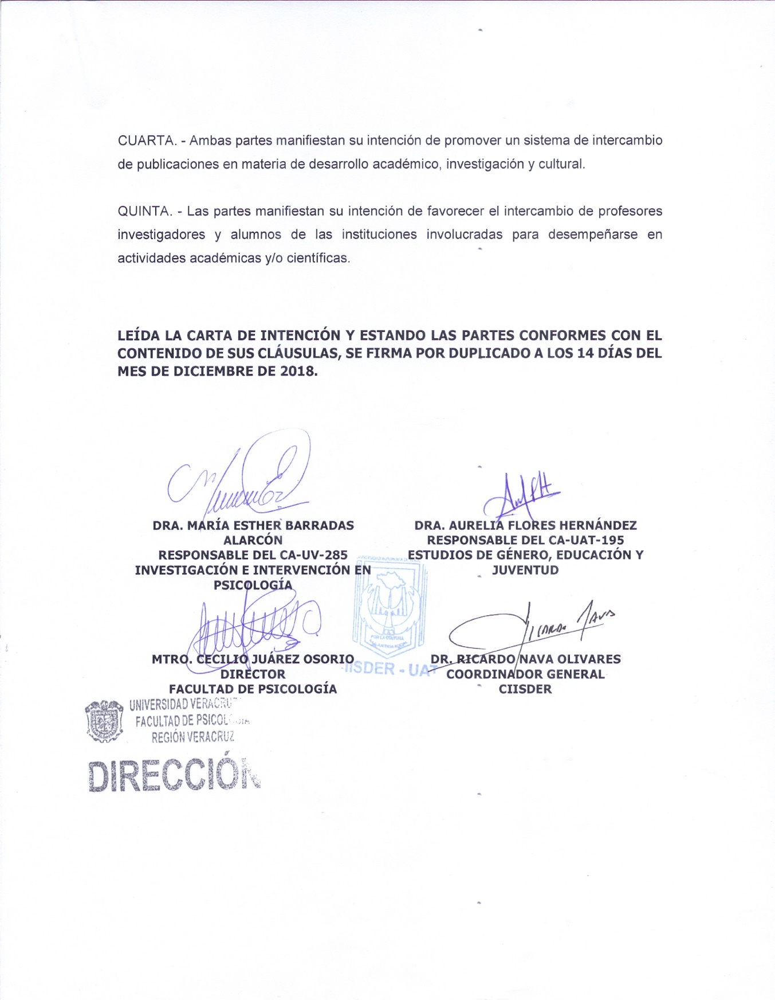 CUARTA. - Ambas partes manifiestan su intención de promover un sistema de intercambio
de publicaciones en materia de desarrollo académico, investigación y cultural.
QUINTA. - Las partes manifiestan su intención de favorecer el intercambio de profesores
investigadores y alumnos de las instituciones involucradas para desempeñarse en
actividades académicas y/o científicas.
LEÍDA LA CARTA DE INTENCIÓN Y ESTANDO LAS PARTES CONFORMES CON EL
CONTENIDO DE SUS CLÁUSULAS, SE FIRMA POR DUPLICADO A LOS 14 DÍAS DEL
MES DE DICIEMBRE DE 2018.
DRA. MARÍA ESTHER BARRADAS
ALARCÓN
RESPONSABLE DEL CA-UV-285
INVESTIGACIÓN E INTERVENCIÓN EN
PSICOLOGÍA
DRA. AURELIA FLORES HERNÁNDEZ
RESPONSABLE DEL CA-UAT-195
ESTUDIOS DE GÉNERO, EDUCACIÓN Y
JUVENTUD
POR LA CULTURA
MTRO. CECILIO JUÁREZ OSORIO
DIRECTOR
FACULTAD DE PSICOLOGÍA
IISDER - UAT
DR. RICARDO NAVA OLIVARES
COORDINADOR GENERAL
CIISDER
UNIVERSIDAD VERACRU
FACULTAD DE PSICOL
REGIÓN VERACRUZ
DIRECCIÓN